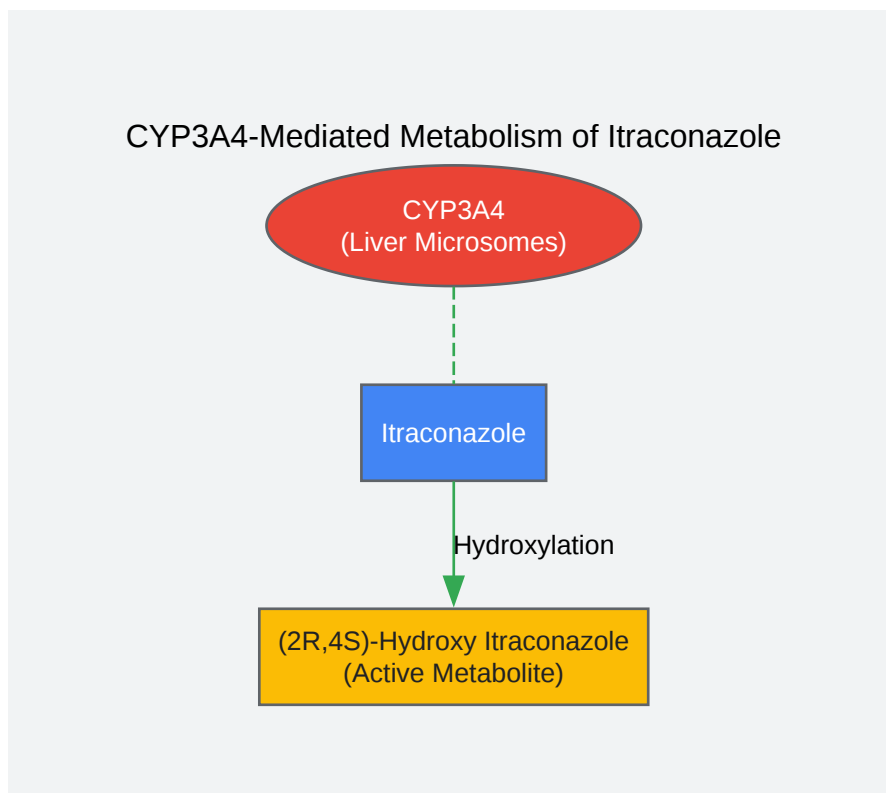 CYP3A4-Mediated Metabolism of Itraconazole
CYP3A4
(Liver Microsomes)
Itraconazole
Hydroxylation
(2R,4S)-Hydroxy Itraconazole
(Active Metabolite)